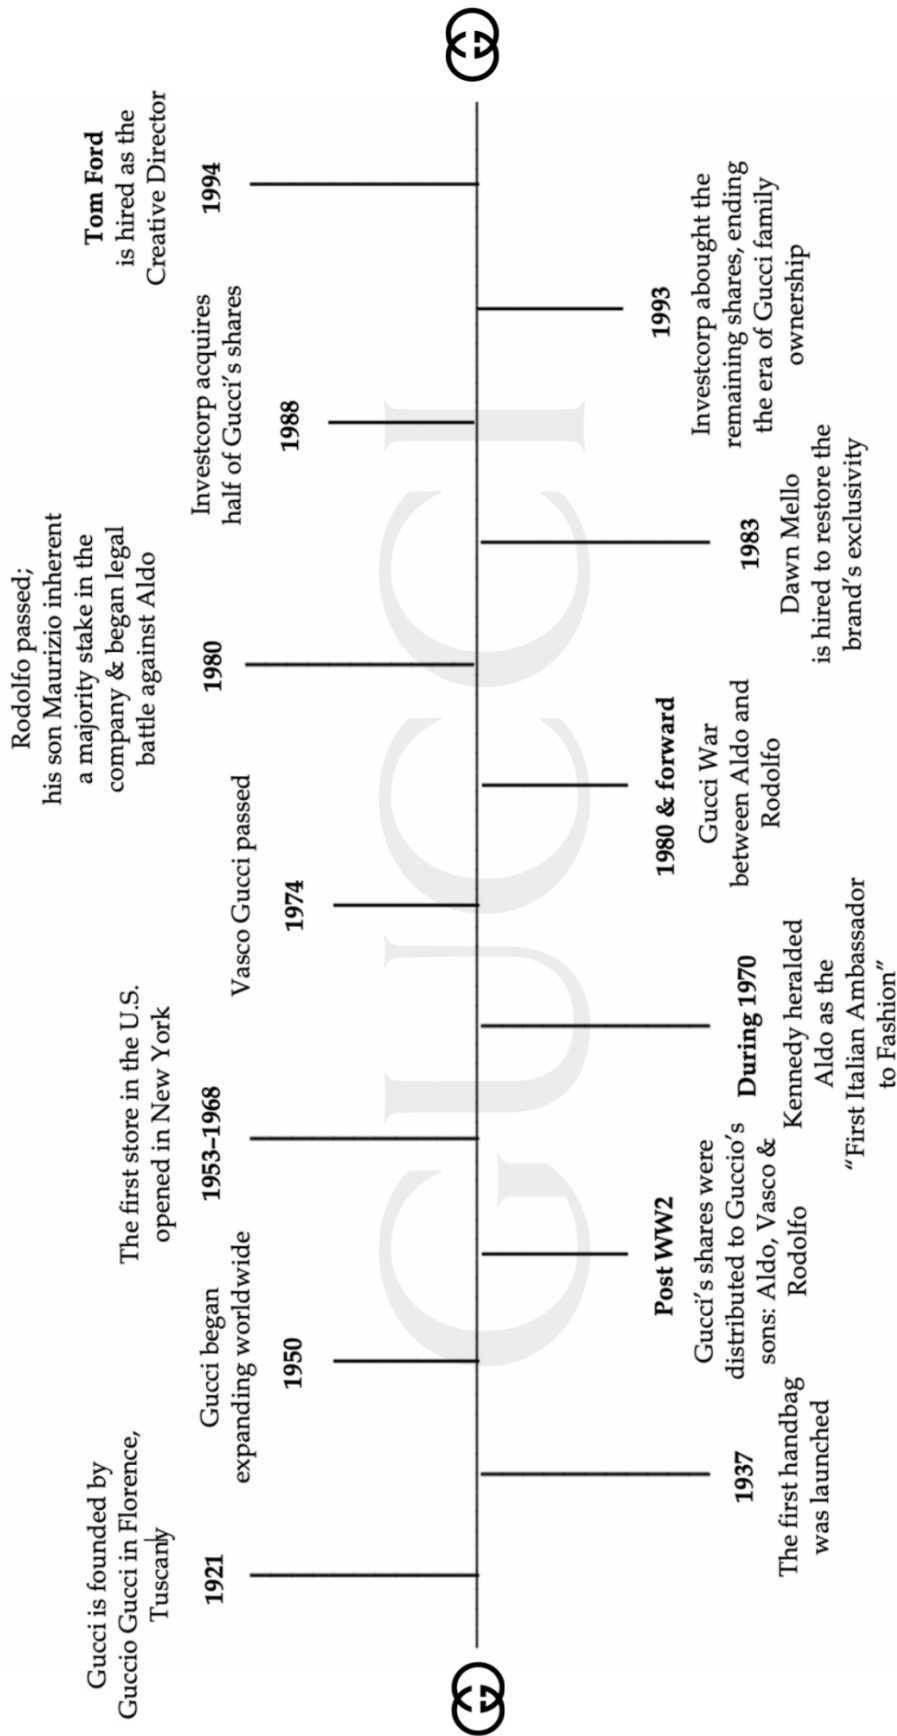 Gucci is founded by
Guccio Gucci in Florence,
Tuscany
1921
1937
The first handbag
was launched
Gucci began
expanding worldwide
1950
Post WW2
Gucci's shares were
distributed to Guccio's
sons: Aldo, Vasco &
Rodolfo
The first store in the U.S.
opened in New York
1953–1968
During 1970
Kennedy heralded
Aldo as the
"First Italian Ambassador
to Fashion"
Vasco Gucci passed
1974
1980 & forward
Gucci War
between Aldo and
Rodolfo
Rodolfo passed;
his son Maurizio inherent
a majority stake in the
company & began legal
battle against Aldo
1980
1983
Dawn Mello
is hired to restore the
brand's exclusivity
Investcorp acquires
half of Gucci's shares
1988
1993
Investcorp abought the
remaining shares, ending
the era of Gucci family
ownership
Tom Ford
is hired as the
Creative Director
1994
GUCCI